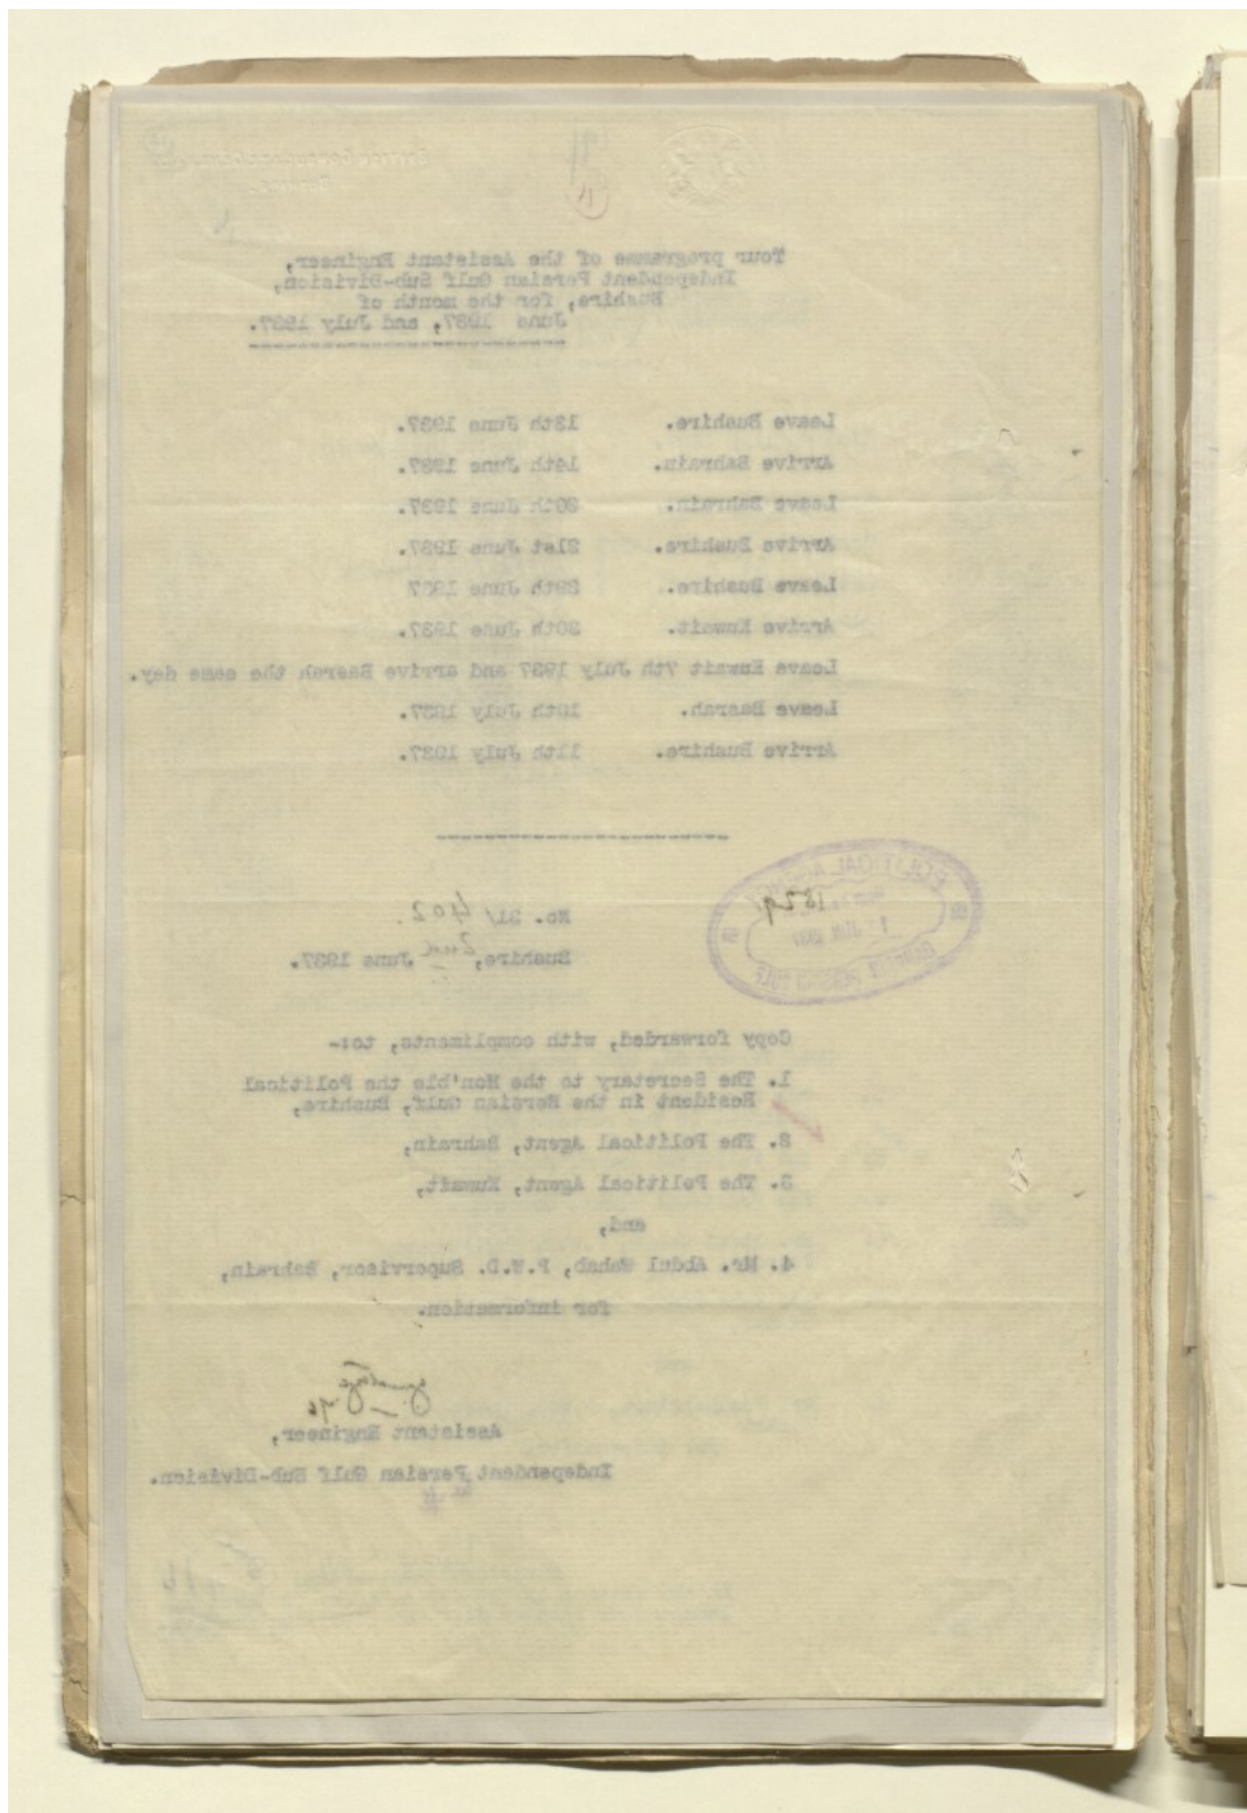 Tour programme of the Assistant Engineer,
Independent Persian Gulf Sub-Division,
Bushire, for the month of
June 1937, and July 1937.
Leave Bushire. 13th June 1937.
Arrive Bahrain. 14th June 1937.
Leave Bahrain. 20th June 1937.
Arrive Bushire. 21st June 1937.
Leave Bushire. 29th June 1937
Arrive Kuwait. 30th June 1937.
Leave Kuwait 7th July 1937 and arrive Basrah the same day.
Leave Basrah. 10th July 1937.
Arrive Bushire. 11th July 1937.
POLITICAL AGENCY
1529
PERSIAN GULF
No. 31/ 402.
Bushire, 2nd June 1937.
Copy forwarded, with compliments, to:-
1. The Secretary to the Hon'ble the Political
Resident in the Persian Gulf, Bushire,
2. The Political Agent, Bahrain,
3. The Political Agent, Kuwait,
and,
4. Mr. Abdul Wahab, P.W.D. Supervisor, Bahrain,
for information.
Assistant Engineer,
Independent Persian Gulf Sub-Division.